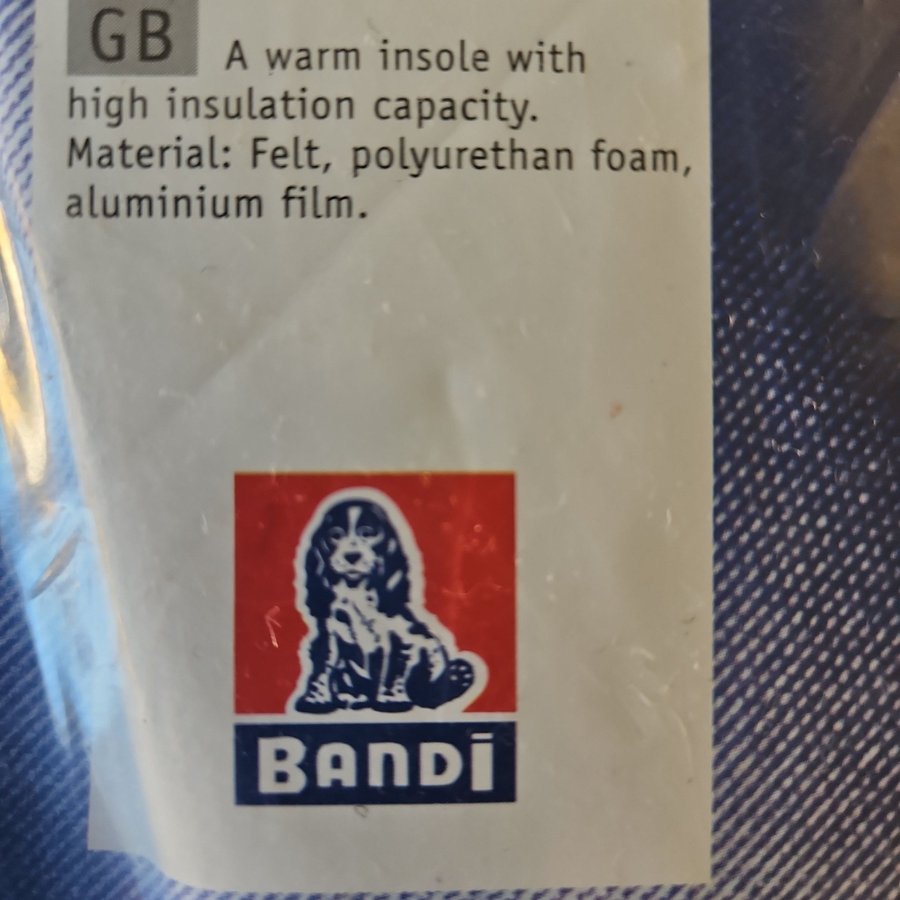 GB A warm insole with
high insulation capacity.
Material: Felt, polyurethan foam,
aluminium film.
BANDI